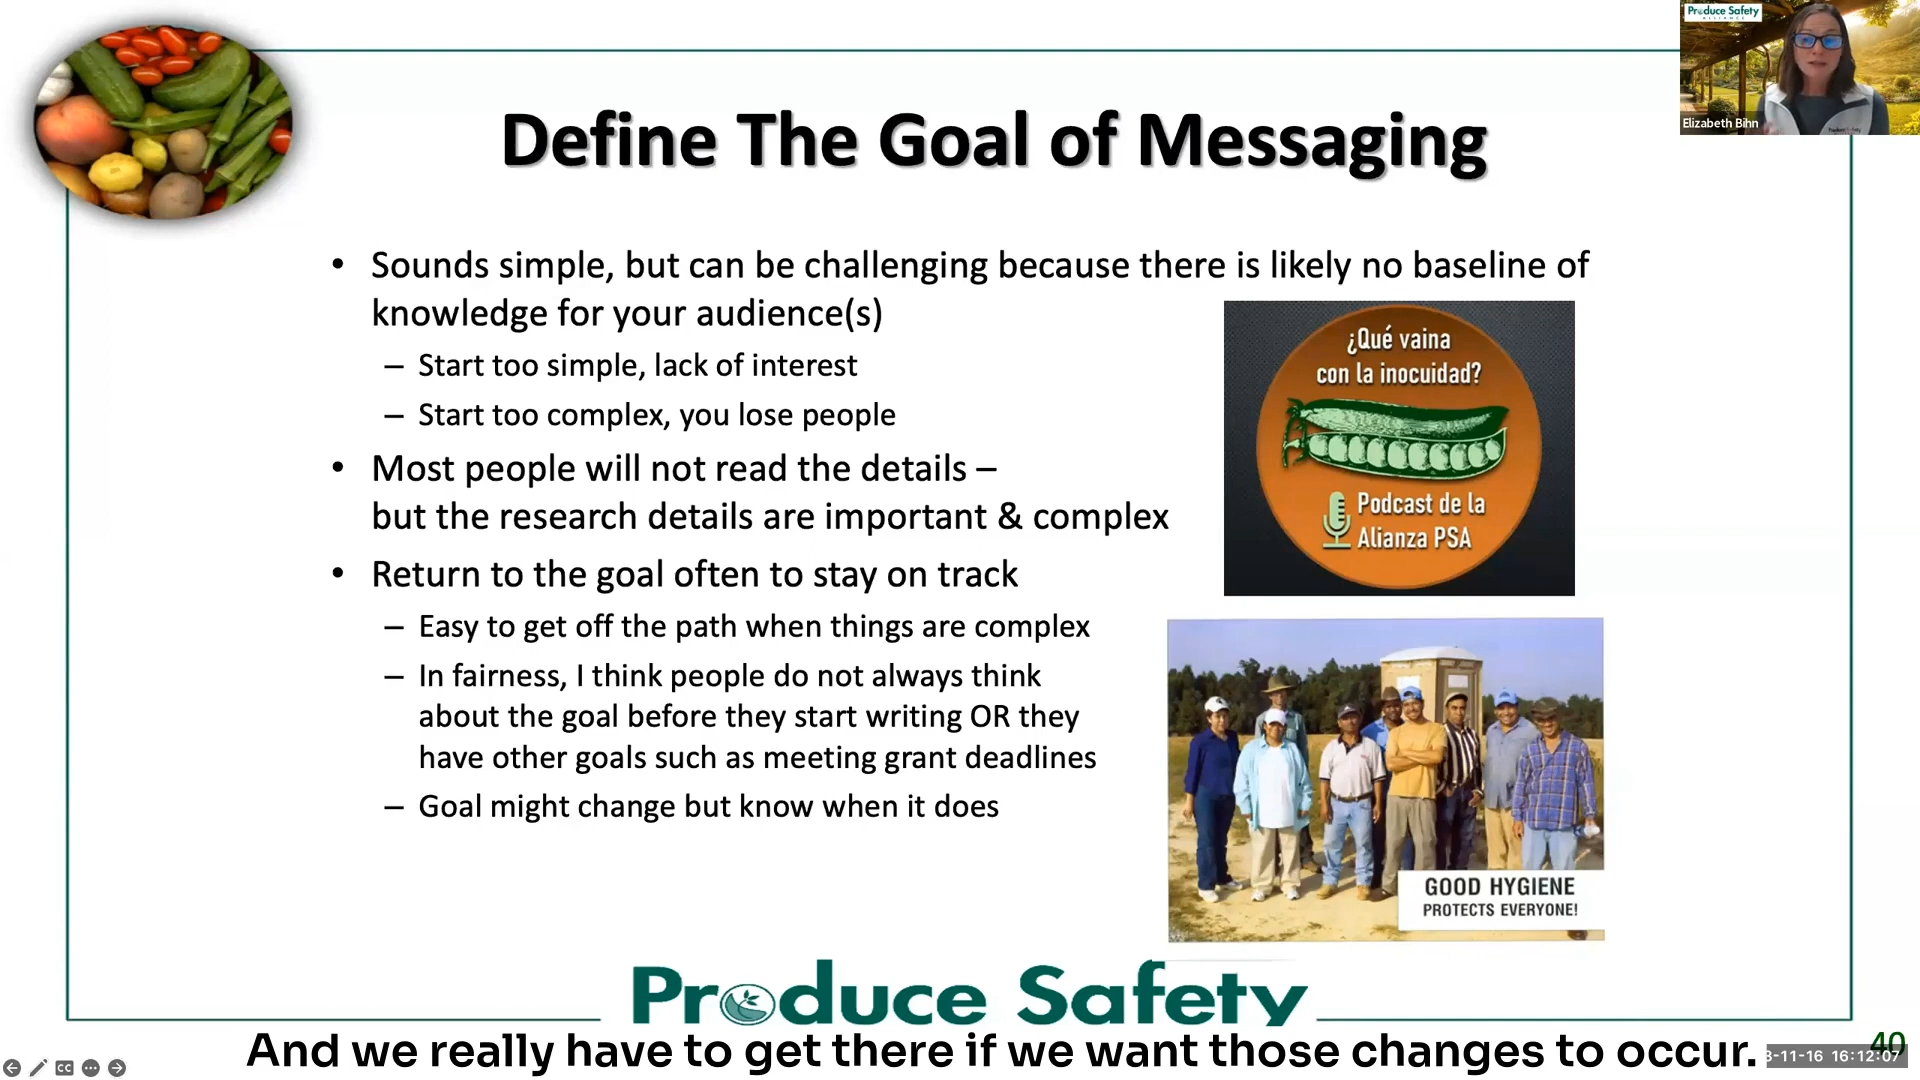 Produce Safety
ALLIANCE
Elizabeth Bihn
Define The Goal of Messaging
• Sounds simple, but can be challenging because there is likely no baseline of
knowledge for your audience(s)
– Start too simple, lack of interest
– Start too complex, you lose people
• Most people will not read the details –
but the research details are important & complex
• Return to the goal often to stay on track
– Easy to get off the path when things are complex
– In fairness, I think people do not always think
about the goal before they start writing OR they
have other goals such as meeting grant deadlines
– Goal might change but know when it does
¿Qué vaina
con la inocuidad?
Podcast de la
Alianza PSA
GOOD HYGIENE
PROTECTS EVERYONE!
Produce Safety
And we really have to get there if we want those changes to occur.
40
3-11-16 16:12:07
CC